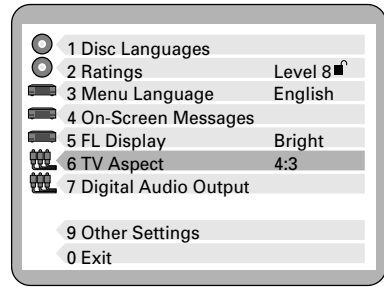 1 Disc Languages
2 Ratings Level 8
3 Menu Language English
4 On-Screen Messages
5 FL Display Bright
6 TV Aspect 4:3
7 Digital Audio Output
9 Other Settings
0 Exit